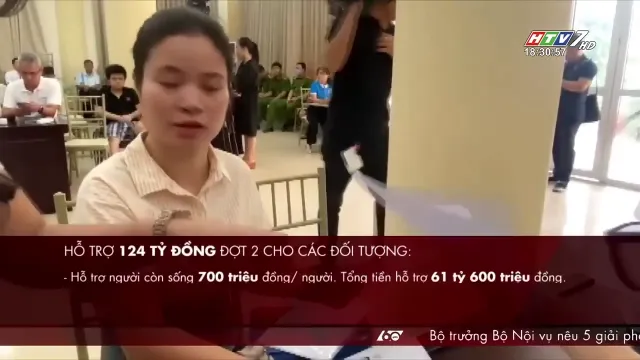 HTV7 HD
18:30:57
HỖ TRỢ 124 TỶ ĐỒNG ĐỢT 2 CHO CÁC ĐỐI TƯỢNG:
- Hỗ trợ người còn sống 700 triệu đồng/ người. Tổng tiền hỗ trợ 61 tỷ 600 triệu đồng.
Bộ trưởng Bộ Nội vụ nêu 5 giải ph